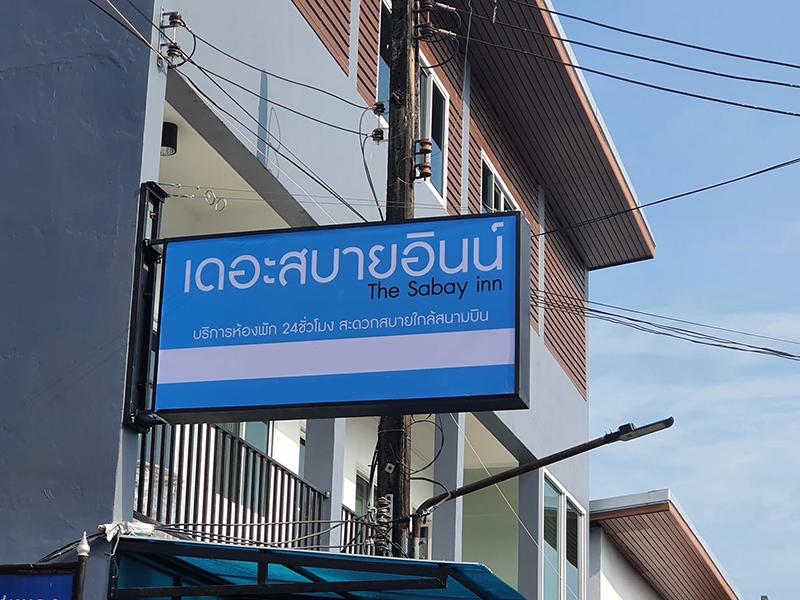 เดอะสบายอินน์
The Sabay inn
บริการห้องพัก 24ชั่วโมง สะดวกสบายใกล้สนามบิน